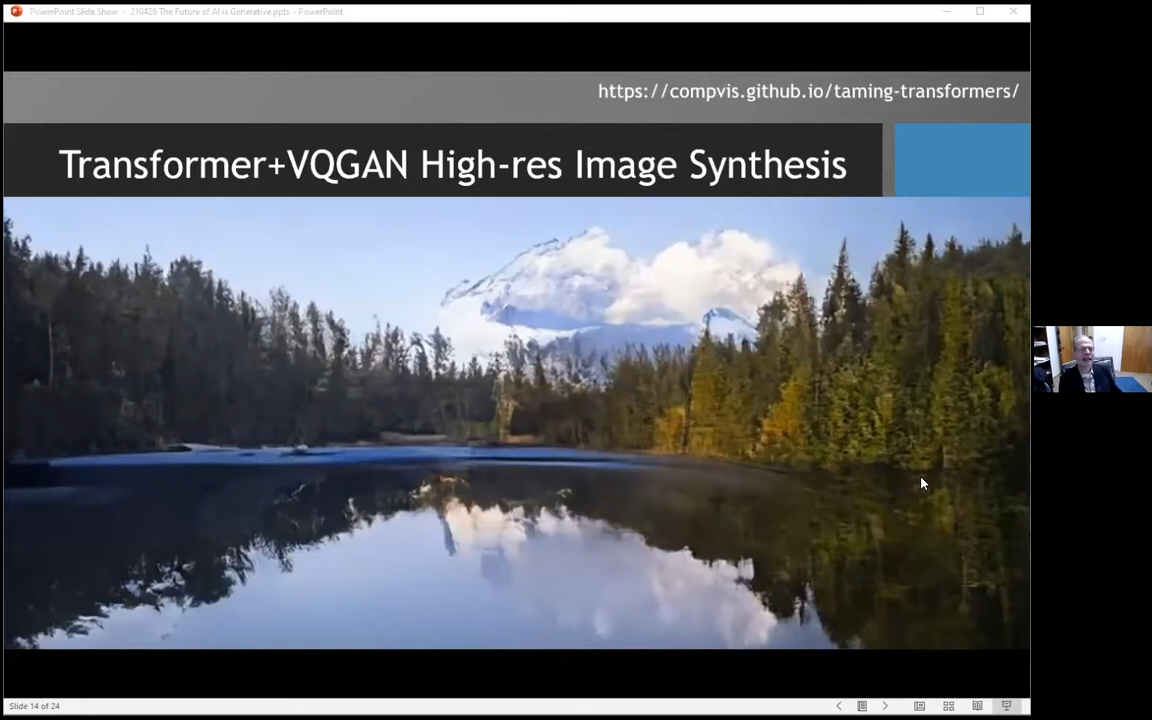 PowerPoint Slide Show - 210426 The Future of AI is Generative.pptx - PowerPoint
https://compvis.github.io/taming-transformers/
Transformer+VQGAN High-res Image Synthesis
Slide 14 of 24